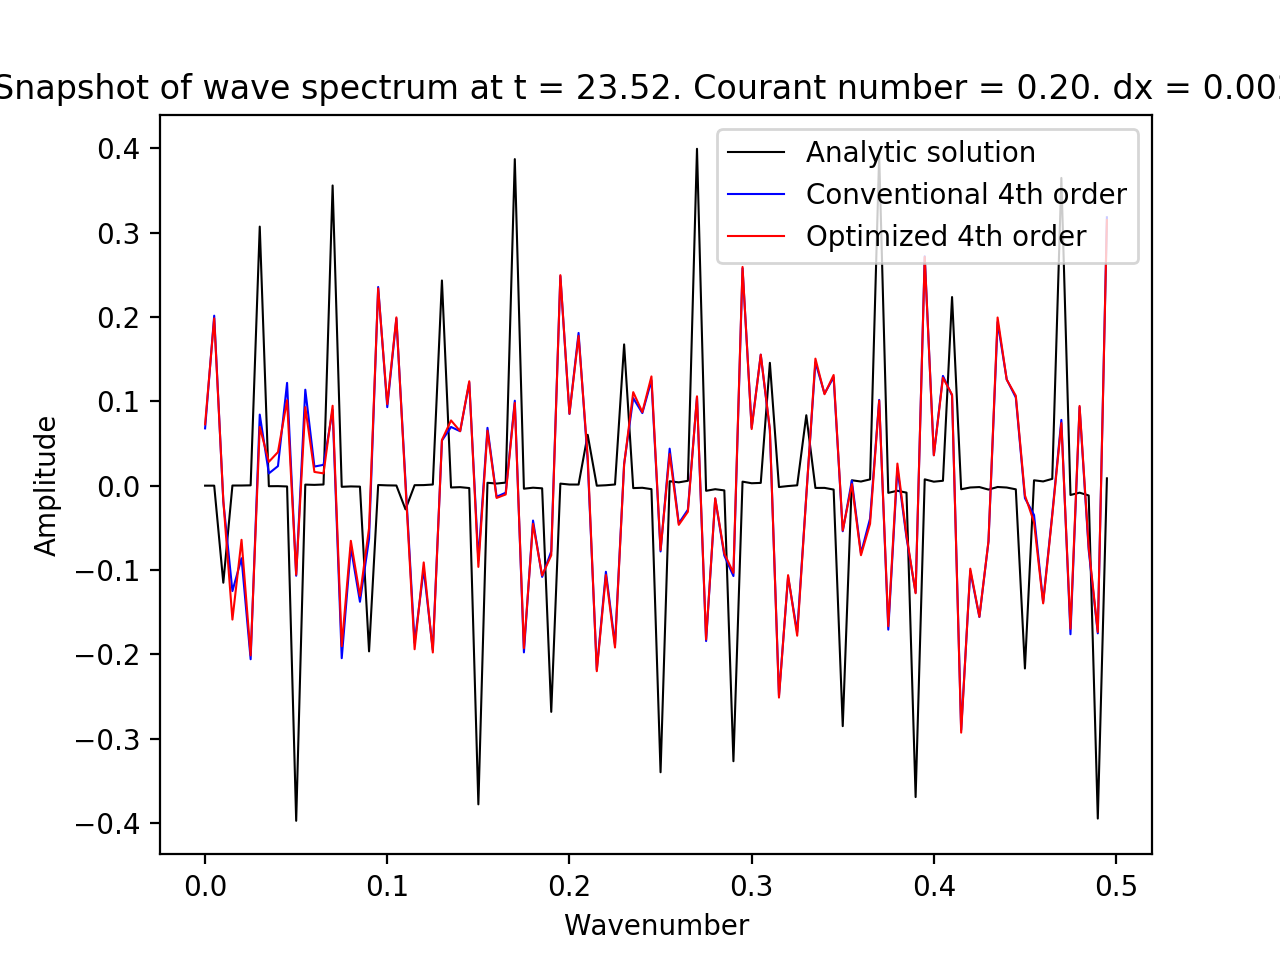 Snapshot of wave spectrum at t = 23.52. Courant number = 0.20. dx = 0.00
Analytic solution
Conventional 4th order
Optimized 4th order
Amplitude
0.4
0.3
0.2
0.1
0.0
−0.1
−0.2
−0.3
−0.4
0.0 0.1 0.2 0.3 0.4 0.5
Wavenumber